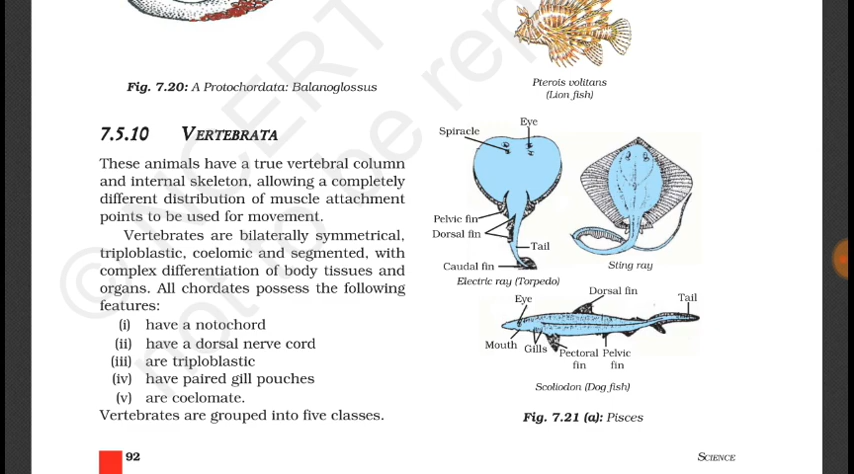 Fig. 7.20: A Protochordata: Balanoglossus
7.5.10 VERTEBRATA
These animals have a true vertebral column
and internal skeleton, allowing a completely
different distribution of muscle attachment
points to be used for movement.
Vertebrates are bilaterally symmetrical,
triploblastic, coelomic and segmented, with
complex differentiation of body tissues and
organs. All chordates possess the following
features:
(i) have a notochord
(ii) have a dorsal nerve cord
(iii) are triploblastic
(iv) have paired gill pouches
(v) are coelomate.
Vertebrates are grouped into five classes.
Pterois volitans
(Lion fish)
Eye
Spiracle
Pelvic fin
Dorsal fin
Tail
Caudal fin
Electric ray (Torpedo)
Sting ray
Dorsal fin
Eye
Tail
Mouth
Gills
Pectoral fin
Pelvic fin
Scoliodon (Dog fish)
Fig. 7.21 (a): Pisces
92
SCIENCE
© NCERT
not to be rep